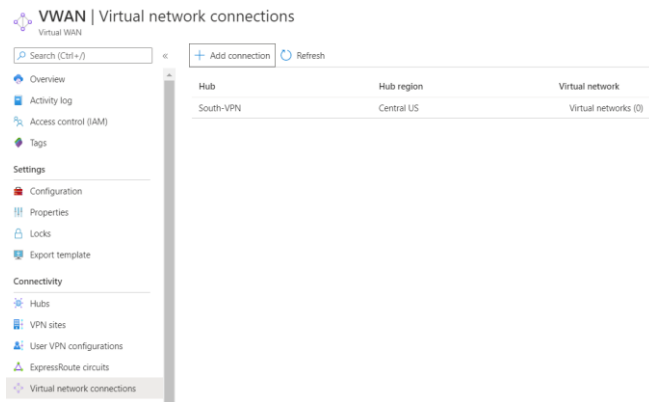 VWAN | Virtual network connections
Virtual WAN
Search (Ctrl+/)
«
Add connection
Refresh
Overview
Activity log
Access control (IAM)
Tags
Settings
Configuration
Properties
Locks
Export template
Connectivity
Hubs
VPN sites
User VPN configurations
ExpressRoute circuits
Virtual network connections
Hub Hub region Virtual network
South-VPN Central US Virtual networks (0)